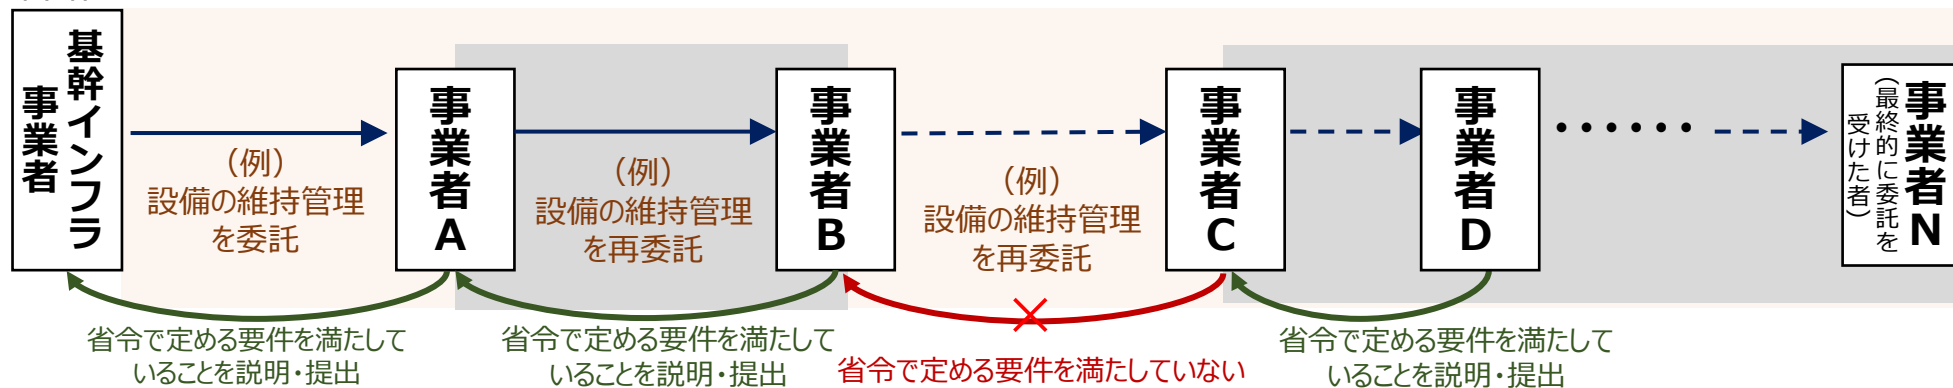 基幹インフラ
事業者
事業者A
事業者B
事業者C
事業者D
・・・・・・
事業者N
（最終的に委託を
受けた者）
（例）
設備の維持管理
を委託
（例）
設備の維持管理
を再委託
（例）
設備の維持管理
を再委託
省令で定める要件を満たして
いることを説明・提出
省令で定める要件を満たして
いることを説明・提出
省令で定める要件を満たしていない
省令で定める要件を満たして
いることを説明・提出